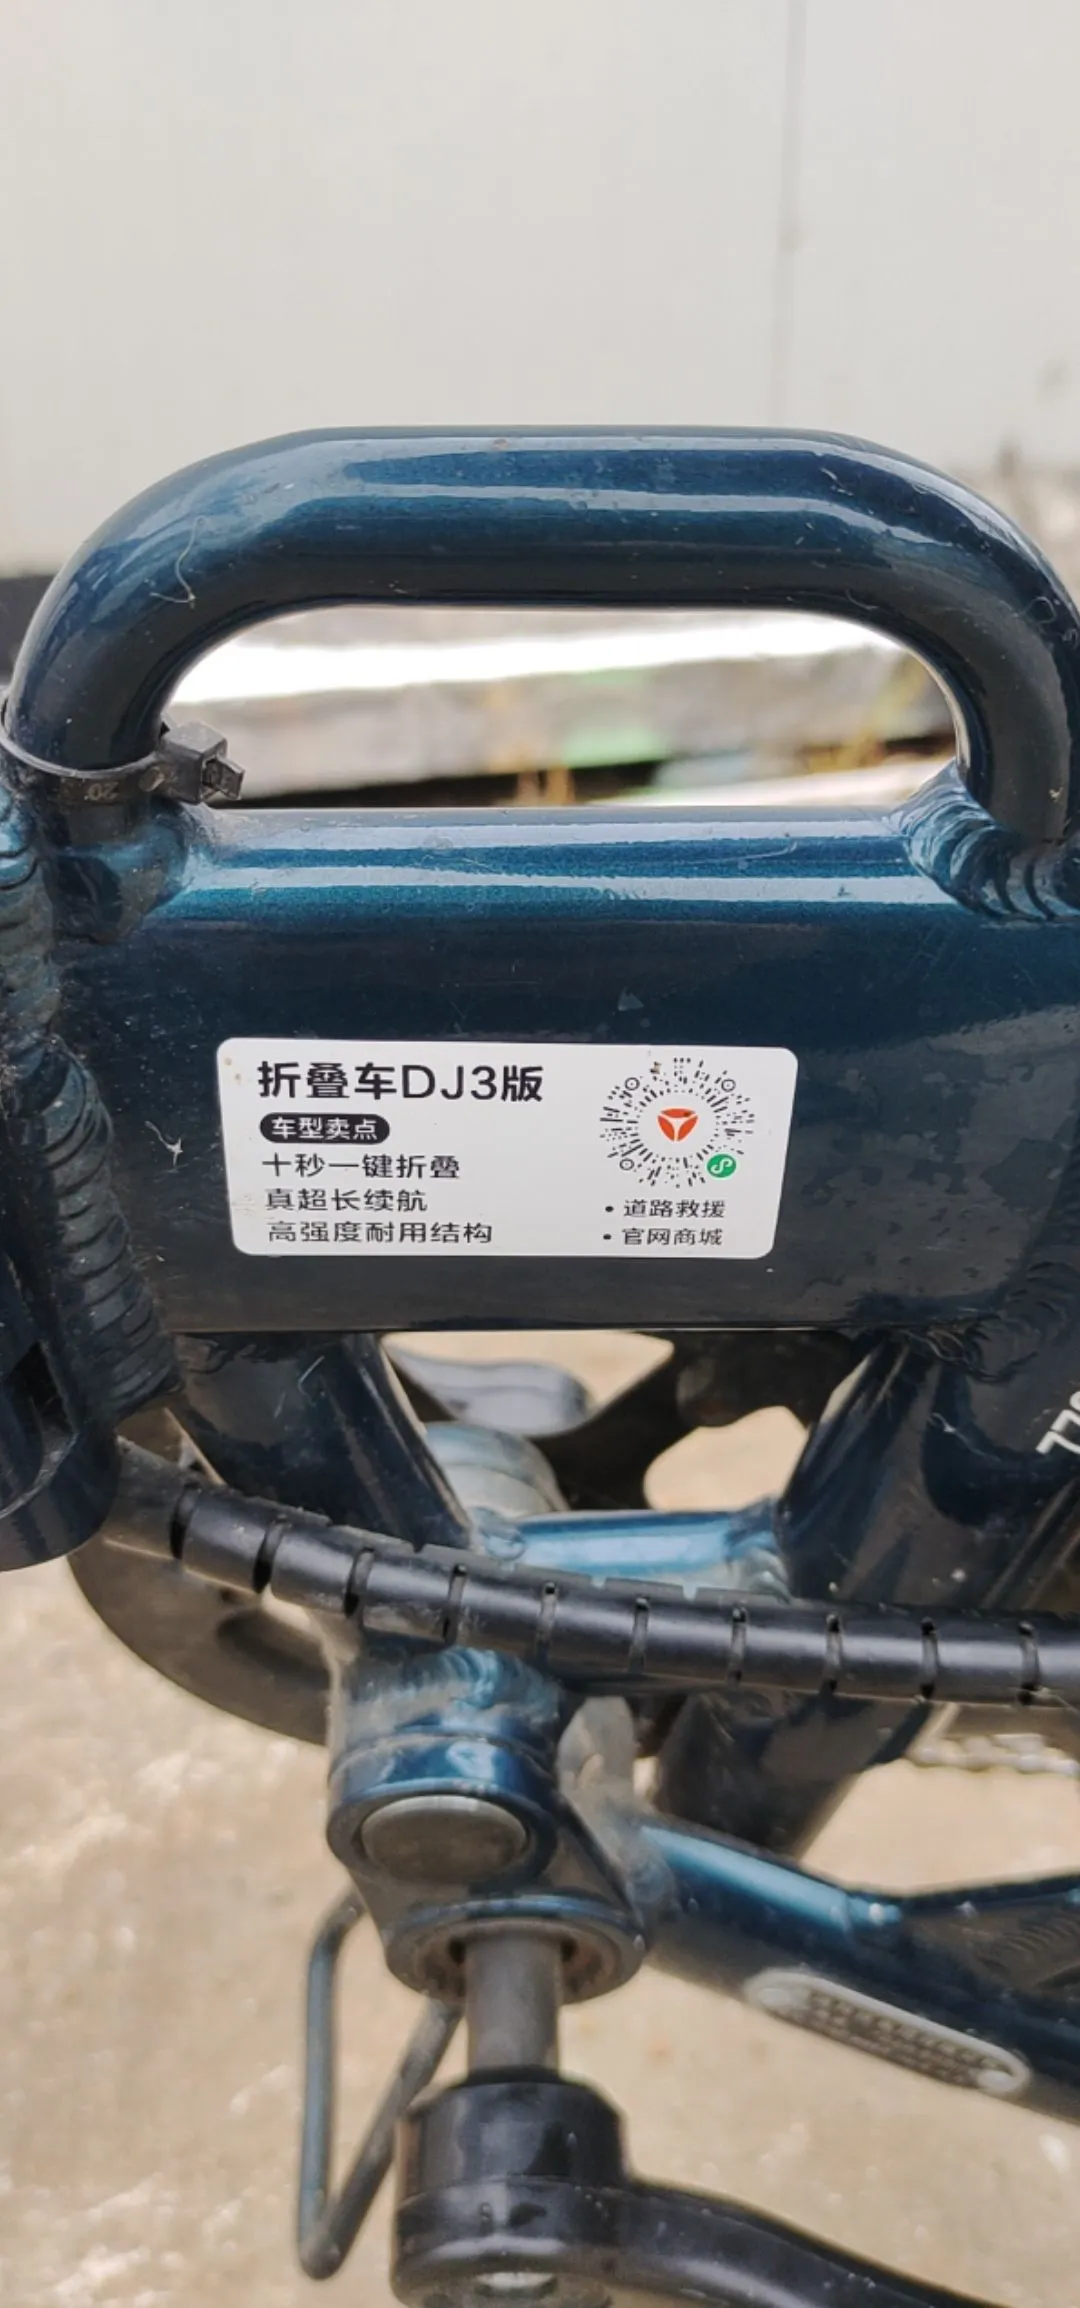 折叠车DJ3版
车型卖点
十秒一键折叠
真超长续航
高强度耐用结构
• 道路救援
• 官网商城
20